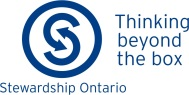 Thinking
beyond
the box
Stewardship Ontario